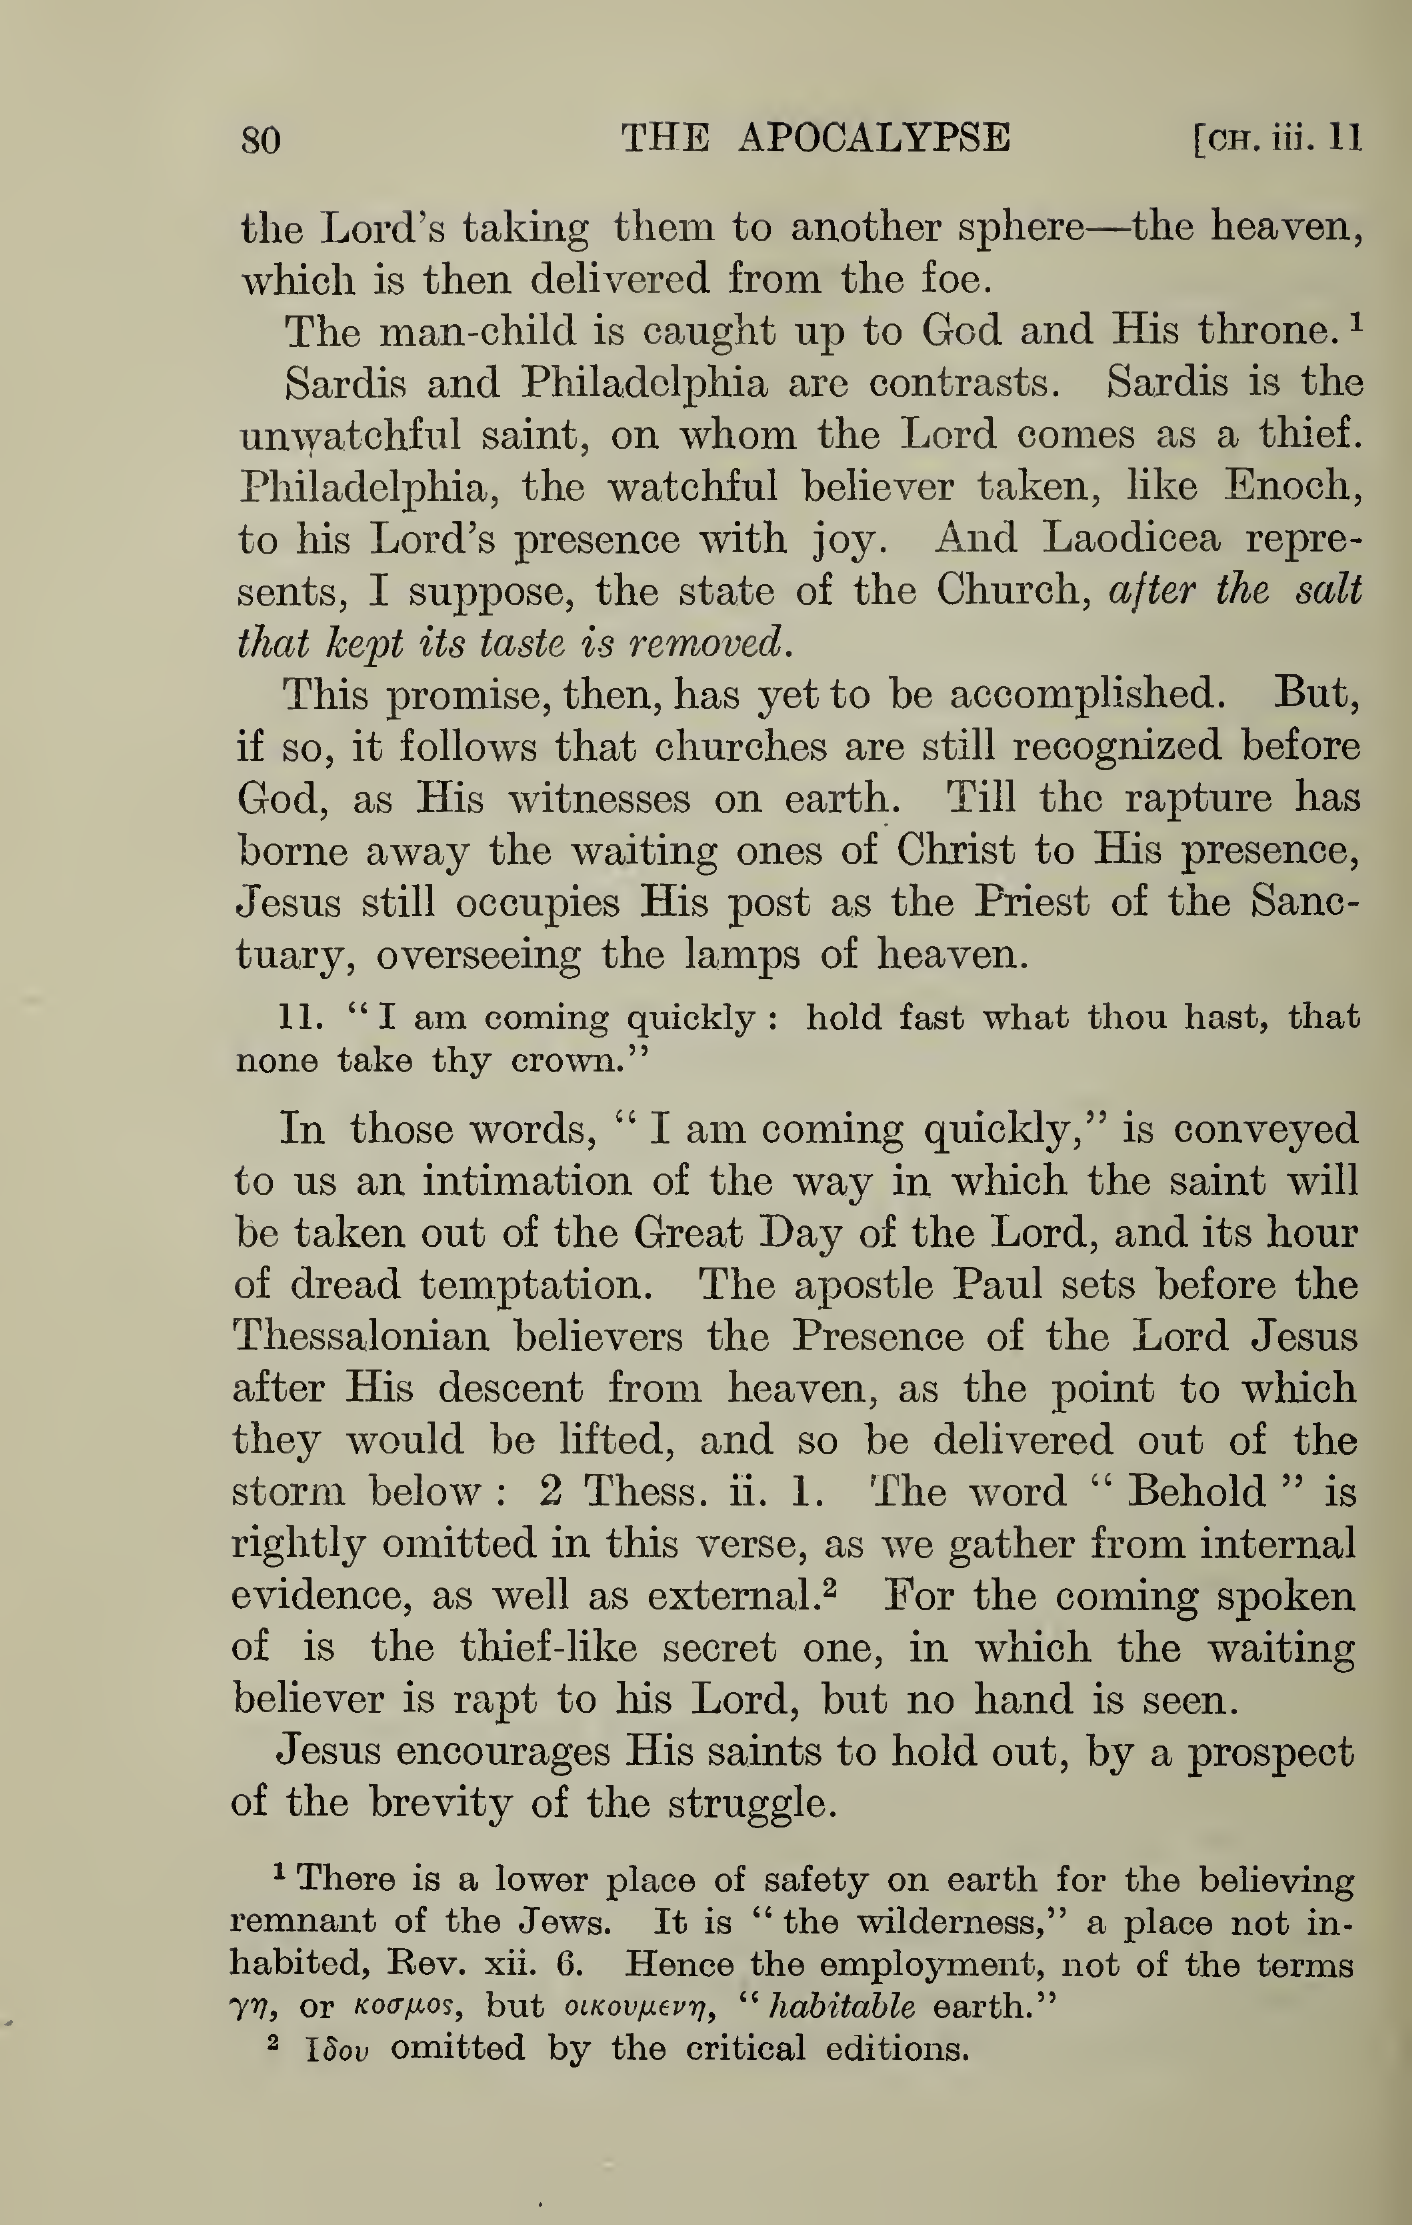 80 THE APOCALYPSE [CH. iii. 11
the Lord's taking them to another sphere—the heaven,
which is then delivered from the foe.
The man-child is caught up to God and His throne.¹
Sardis and Philadelphia are contrasts. Sardis is the
unwatchful saint, on whom the Lord comes as a thief.
Philadelphia, the watchful believer taken, like Enoch,
to his Lord's presence with joy. And Laodicea repre-
sents, I suppose, the state of the Church, after the salt
that kept its taste is removed.
This promise, then, has yet to be accomplished. But,
if so, it follows that churches are still recognized before
God, as His witnesses on earth. Till the rapture has
borne away the waiting ones of Christ to His presence,
Jesus still occupies His post as the Priest of the Sanc-
tuary, overseeing the lamps of heaven.
11. "I am coming quickly: hold fast what thou hast, that
none take thy crown."
In those words, "I am coming quickly," is conveyed
to us an intimation of the way in which the saint will
be taken out of the Great Day of the Lord, and its hour
of dread temptation. The apostle Paul sets before the
Thessalonian believers the Presence of the Lord Jesus
after His descent from heaven, as the point to which
they would be lifted, and so be delivered out of the
storm below: 2 Thess. ii. 1. The word "Behold" is
rightly omitted in this verse, as we gather from internal
evidence, as well as external.² For the coming spoken
of is the thief-like secret one, in which the waiting
believer is rapt to his Lord, but no hand is seen.
Jesus encourages His saints to hold out, by a prospect
of the brevity of the struggle.
¹ There is a lower place of safety on earth for the believing
remnant of the Jews. It is "the wilderness," a place not in-
habited, Rev. xii. 6. Hence the employment, not of the terms
γη, or κοσμος, but οικουμενη, "habitable earth."
² Ιδου omitted by the critical editions.